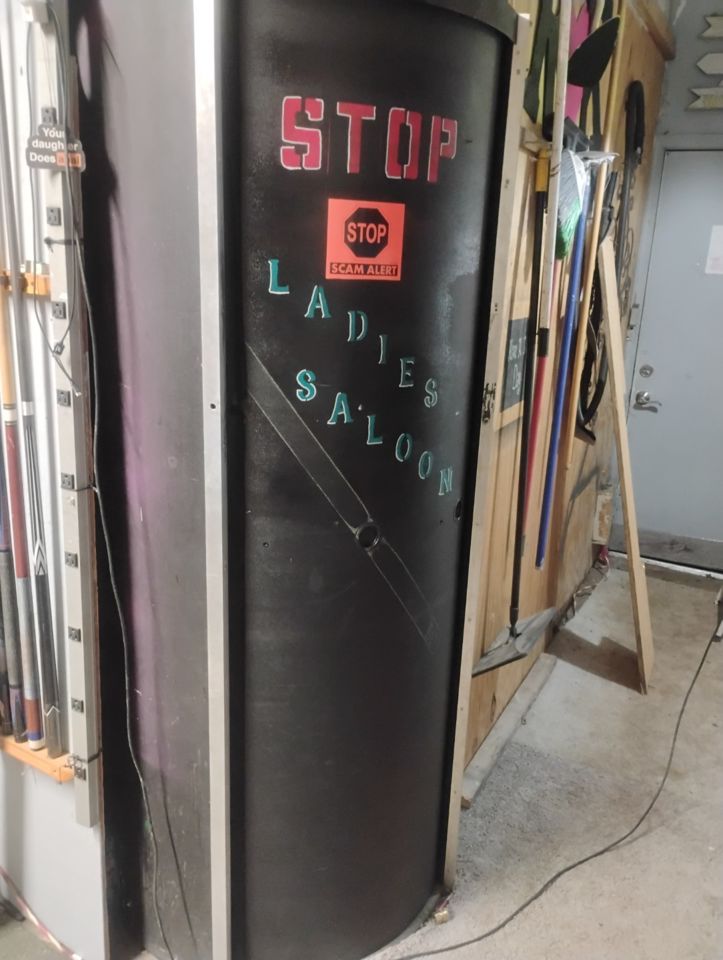 STOP
STOP
SCAM ALERT
LADIES
SALOON
Your
daughter
Does